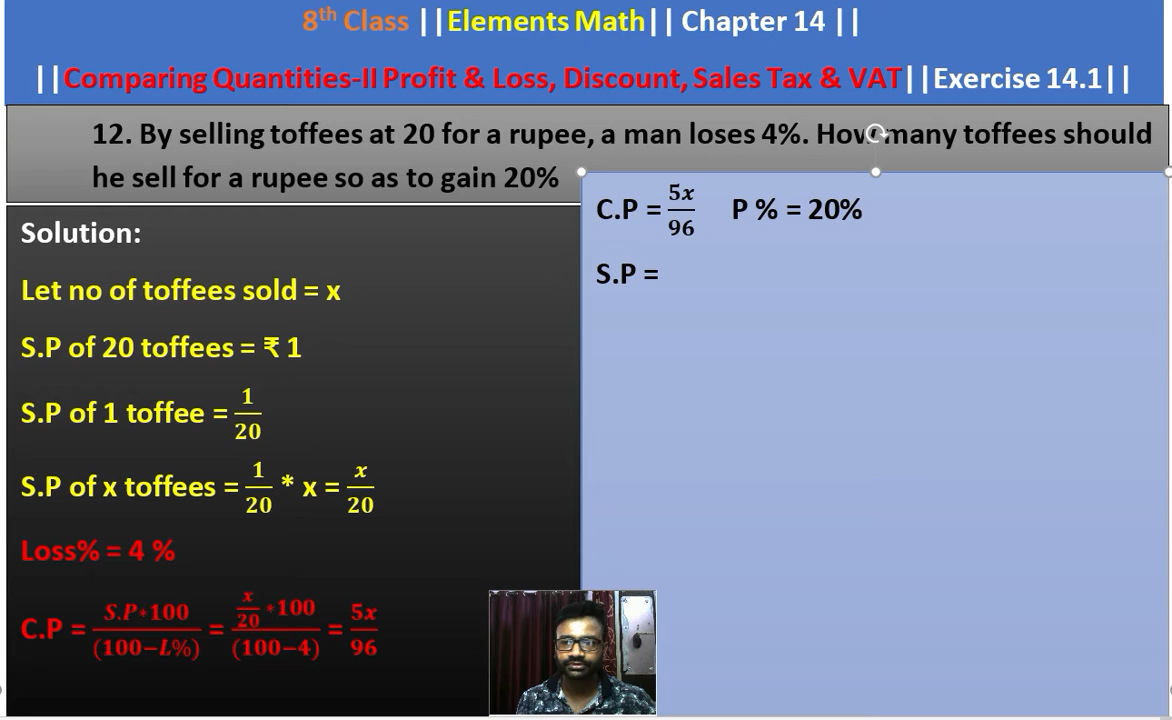 8th Class ||Elements Math|| Chapter 14 ||
||Comparing Quantities-II Profit & Loss, Discount, Sales Tax & VAT||Exercise 14.1||
12. By selling toffees at 20 for a rupee, a man loses 4%. How many toffees should
he sell for a rupee so as to gain 20%
Solution:
Let no of toffees sold = x
S.P of 20 toffees = ₹ 1
S.P of 1 toffee = 1/20
S.P of x toffees = 1/20 * x = x/20
Loss% = 4 %
C.P = S.P*100/(100−L%) = x/20 *100/(100−4) = 5x/96
C.P = 5x/96 P % = 20%
S.P =